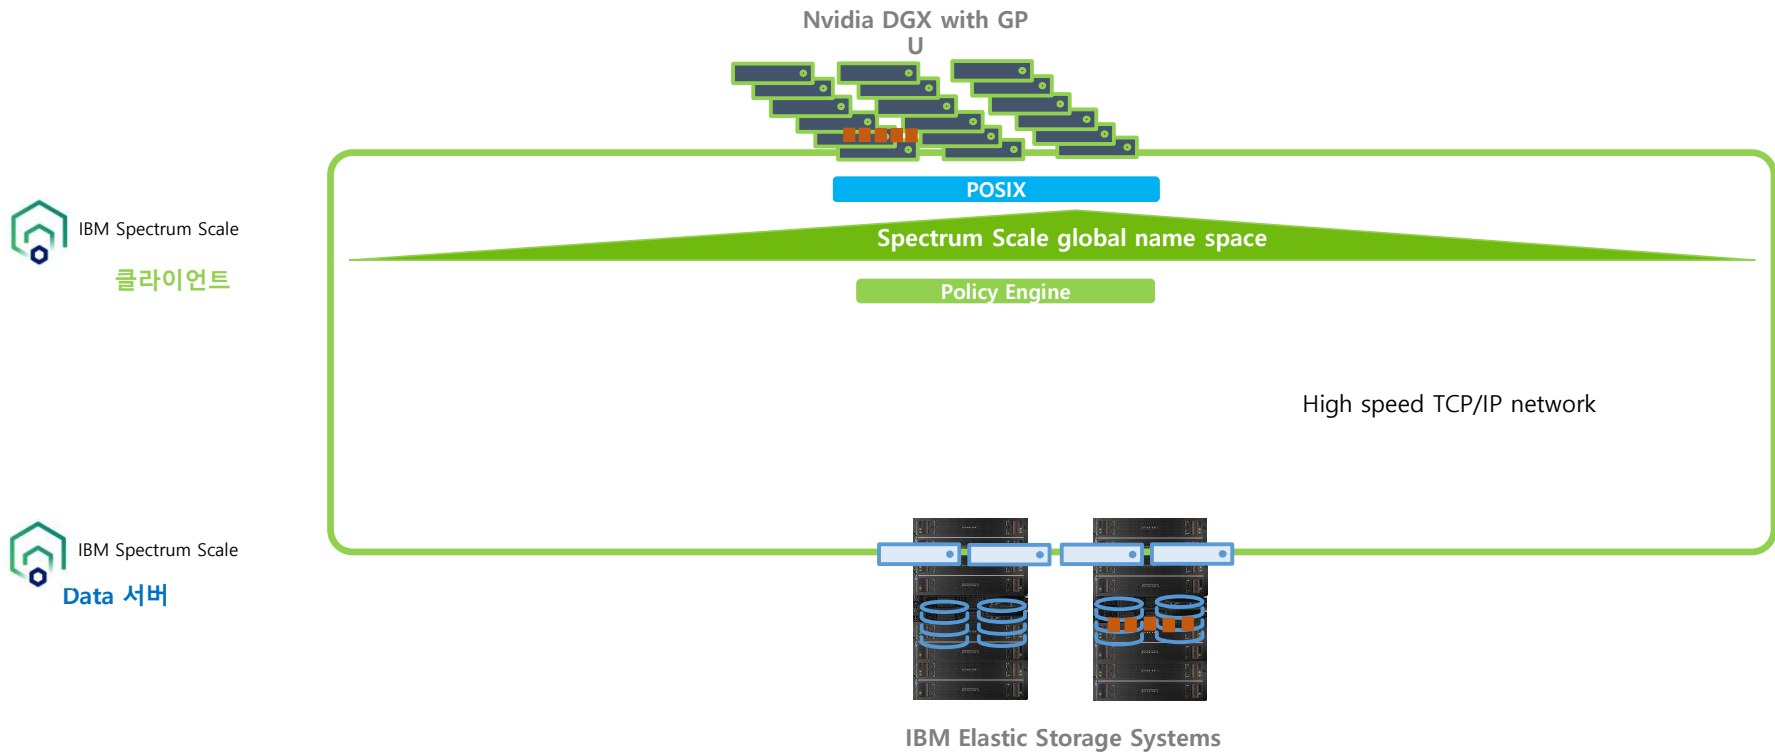 Nvidia DGX with GP
U
POSIX
IBM Spectrum Scale
Spectrum Scale global name space
클라이언트
Policy Engine
High speed TCP/IP network
IBM Spectrum Scale
Data 서버
IBM Elastic Storage Systems